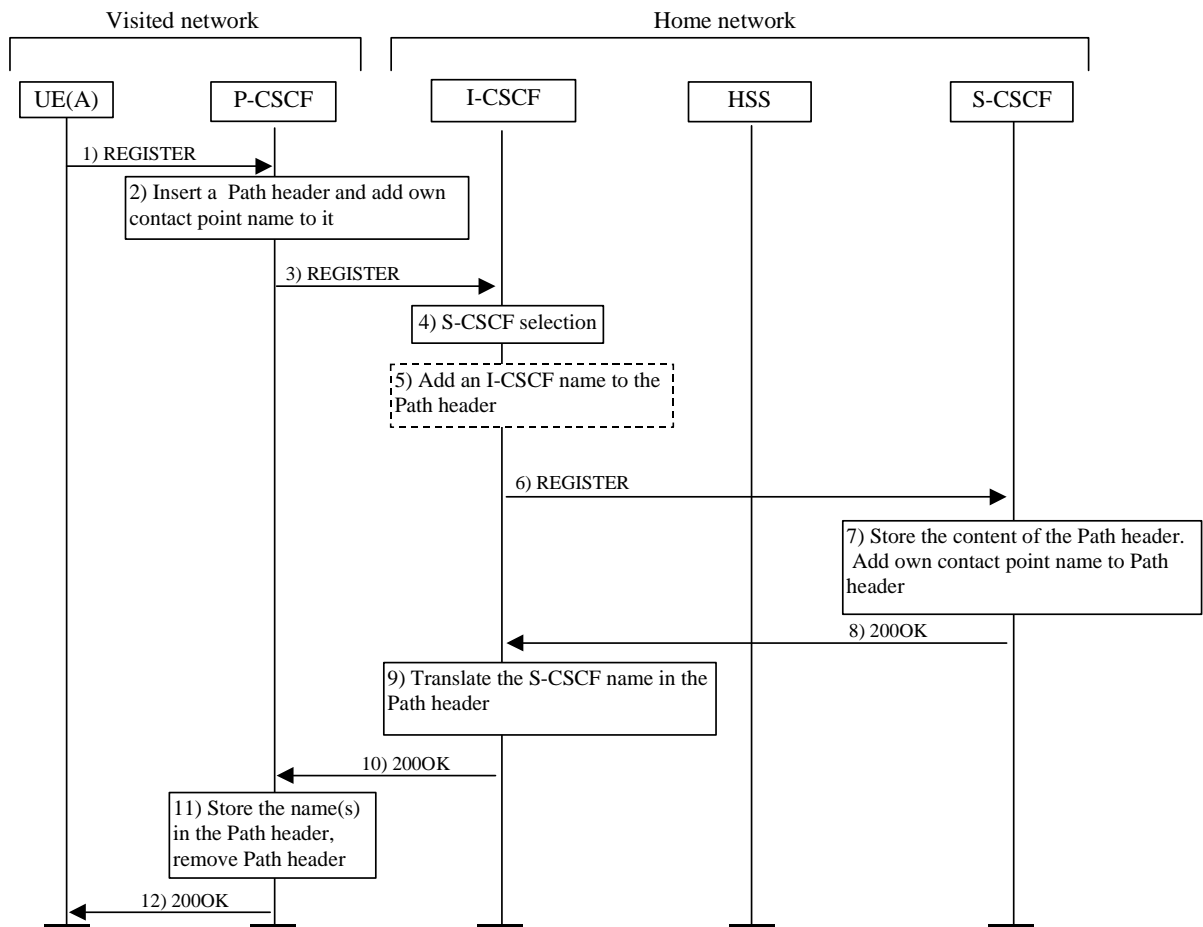 Visited network
Home network
UE(A)
P-CSCF
I-CSCF
HSS
S-CSCF
1) REGISTER
2) Insert a Path header and add own
contact point name to it
3) REGISTER
4) S-CSCF selection
5) Add an I-CSCF name to the
Path header
6) REGISTER
7) Store the content of the Path header.
Add own contact point name to Path
header
8) 200OK
9) Translate the S-CSCF name in the
Path header
10) 200OK
11) Store the name(s)
in the Path header,
remove Path header
12) 200OK